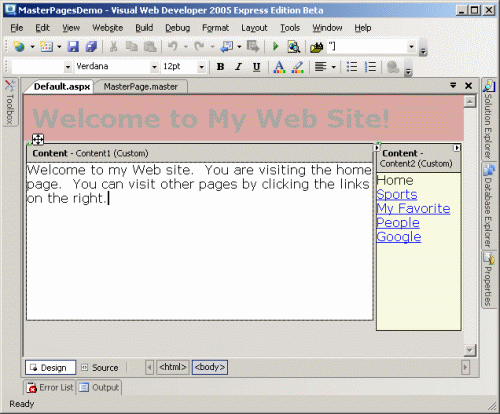 MasterPagesDemo - Visual Web Developer 2005 Express Edition Beta
File Edit View Website Build Debug Format Layout Tools Window Help
Verdana 12pt B I U A
Default.aspx MasterPage.master
Toolbox
Welcome to My Web Site!
Content - Content1 (Custom)
Welcome to my Web site. You are visiting the home
page. You can visit other pages by clicking the links
on the right.
Content -
Content2 (Custom)
Home
Sports
My Favorite
People
Google
Solution Explorer
Database Explorer
Properties
Design Source <html> <body>
Error List Output
Ready